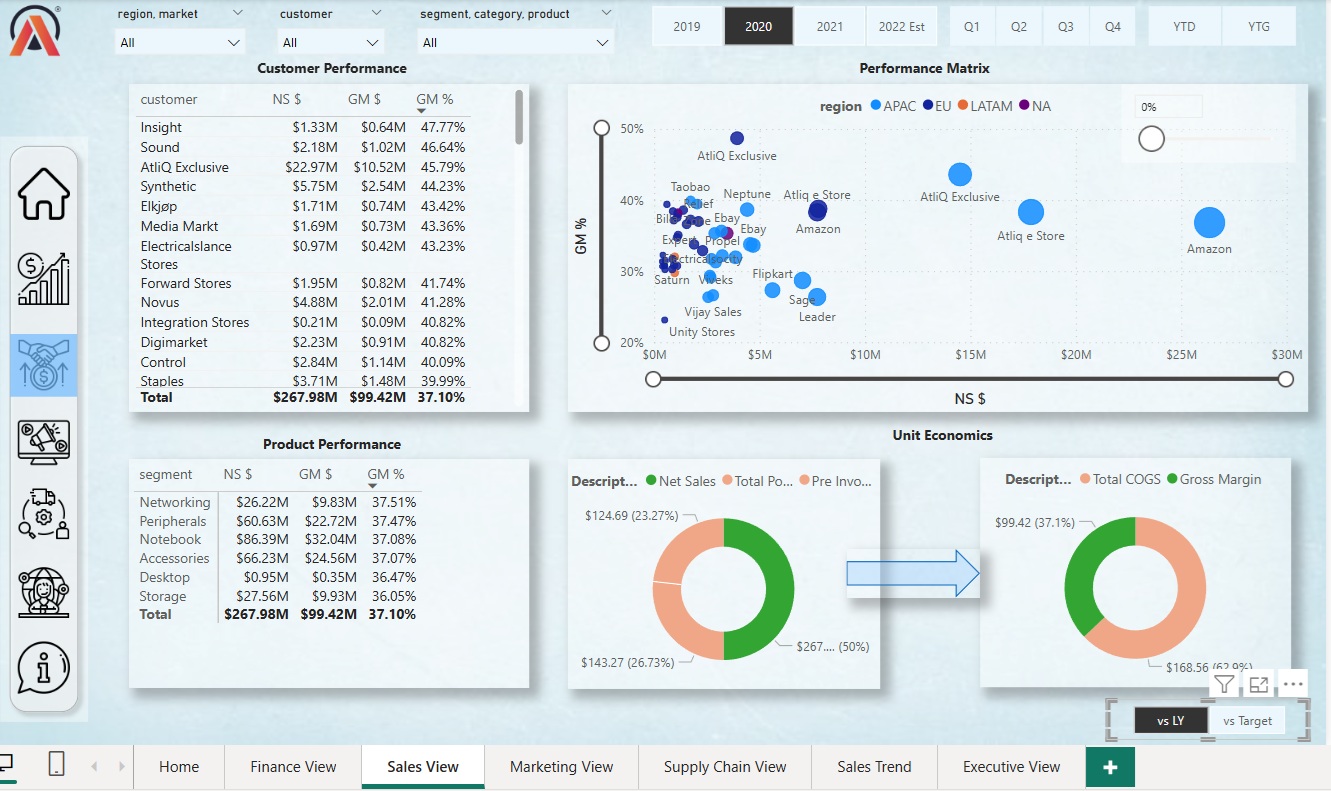 region, market
customer
segment, category, product
All
All
All
2019 2020 2021 2022 Est
Q1 Q2 Q3 Q4
YTD YTG
Customer Performance
customer NS $ GM $ GM %
Insight $1.33M $0.64M 47.77%
Sound $2.18M $1.02M 46.64%
AtliQ Exclusive $22.97M $10.52M 45.79%
Synthetic $5.75M $2.54M 44.23%
Elkjøp $1.71M $0.74M 43.42%
Media Markt $1.69M $0.73M 43.36%
Electricalslance $0.97M $0.42M 43.23%
Stores
Forward Stores $1.95M $0.82M 41.74%
Novus $4.88M $2.01M 41.28%
Integration Stores $0.21M $0.09M 40.82%
Digimarket $2.23M $0.91M 40.82%
Control $2.84M $1.14M 40.09%
Staples $3.71M $1.48M 39.99%
Total $267.98M $99.42M 37.10%
Performance Matrix
region APAC EU LATAM NA
0%
50%
40%
30%
20%
GM %
AtliQ Exclusive
Taobao
Relief
Neptune
Atliq e Store
AtliQ Exclusive
Ebay
Ebay
Amazon
Atliq e Store
Expert
Propel
Amazon
Electricalsocity
Saturn
Viveks
Flipkart
Sage
Vijay Sales
Leader
Unity Stores
$0M $5M $10M $15M $20M $25M $30M
NS $
Product Performance
segment NS $ GM $ GM %
Networking $26.22M $9.83M 37.51%
Peripherals $60.63M $22.72M 37.47%
Notebook $86.39M $32.04M 37.08%
Accessories $66.23M $24.56M 37.07%
Desktop $0.95M $0.35M 36.47%
Storage $27.56M $9.93M 36.05%
Total $267.98M $99.42M 37.10%
Unit Economics
Descript... Net Sales Total Po... Pre Invo...
$124.69 (23.27%)
$143.27 (26.73%)
$267.... (50%)
Descript... Total COGS Gross Margin
$99.42 (37.1%)
$168.56 (62.9%)
vs LY vs Target
Home Finance View Sales View Marketing View Supply Chain View Sales Trend Executive View